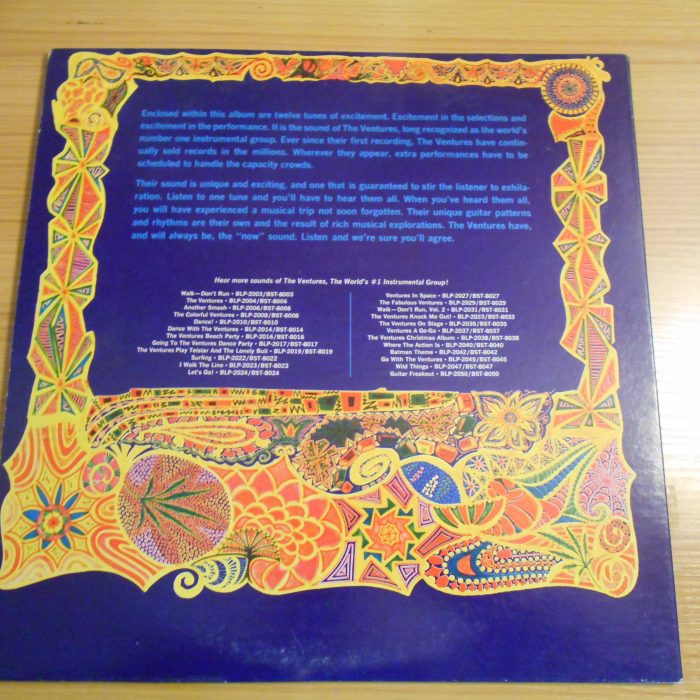 Enclosed within this album are twelve tunes of excitement. Excitement in the selections and
excitement in the performance. It is the sound of The Ventures, long recognized as the world's
number one instrumental group. Ever since their first recording, The Ventures have contin-
ually sold records in the millions. Wherever they appear, extra performances have to be
scheduled to handle the capacity crowds.
Their sound is unique and exciting, and one that is guaranteed to stir the listener to exhila-
ration. Listen to one tune and you'll have to hear them all. When you've heard them all,
you will have experienced a musical trip not soon forgotten. Their unique guitar patterns
and rhythms are their own and the result of rich musical explorations. The Ventures have,
and will always be, the "now" sound. Listen and we're sure you'll agree.
Hear more sounds of The Ventures, The World's #1 Instrumental Group!
Walk—Don't Run • BLP-2003/BST-8003
The Ventures • BLP-2004/BST-8004
Another Smash • BLP-2006/BST-8006
The Colorful Ventures • BLP-2008/BST-8008
Dance! • BLP-2010/BST-8010
Dance With The Ventures • BLP-2014/BST-8014
The Ventures Beach Party • BLP-2016/BST-8016
Going To The Ventures Dance Party • BLP-2017/BST-8017
The Ventures Play Telstar And The Lonely Bull • BLP-2019/BST-8019
Surfing • BLP-2022/BST-8022
I Walk The Line • BLP-2023/BST-8023
Let's Go! • BLP-2024/BST-8024
Ventures In Space • BLP-2027/BST-8027
The Fabulous Ventures • BLP-2029/BST-8029
Walk—Don't Run, Vol. 2 • BLP-2031/BST-8031
The Ventures Knock Me Out! • BLP-2033/BST-8033
The Ventures On Stage • BLP-2035/BST-8035
Ventures A Go-Go • BLP-2037/BST-8037
The Ventures Christmas Album • BLP-2038/BST-8038
Where The Action Is • BLP-2040/BST-8040
Batman Theme • BLP-2042/BST-8042
Go With The Ventures • BLP-2045/BST-8045
Wild Things • BLP-2047/BST-8047
Guitar Freakout • BLP-2050/BST-8050